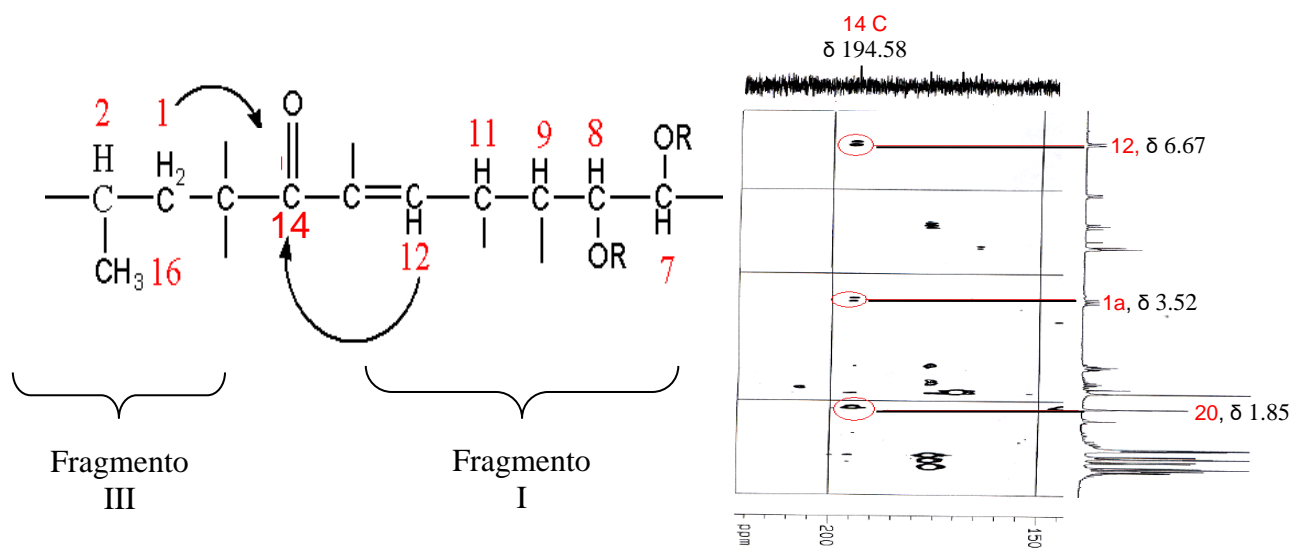 14 C
δ 194.58
O
2
1
11
9
8
OR
H
H2
H
H
H
C
C
C
C
C
C
C
C
C
C
14
H
H
CH3 16
12
OR
7
12, δ 6.67
1a, δ 3.52
20, δ 1.85
Fragmento
III
Fragmento
I
ppm
200
150